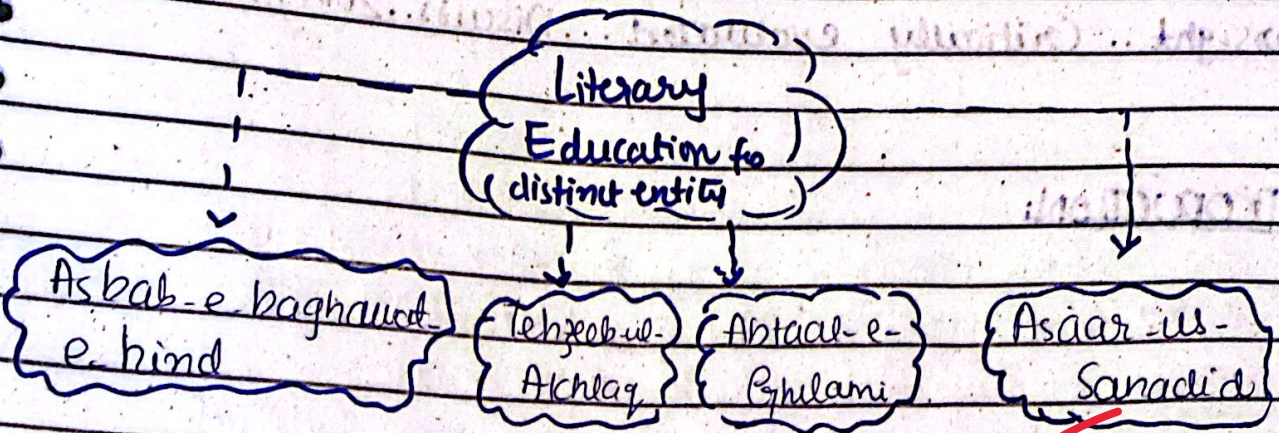 Literary
Education for
distinct entity
Asbab-e-baghawat-
e-hind
Tehzeeb-ul-
Akhlaq
Abtaal-e-
Ghulami
Asaar-us-
Sanadid